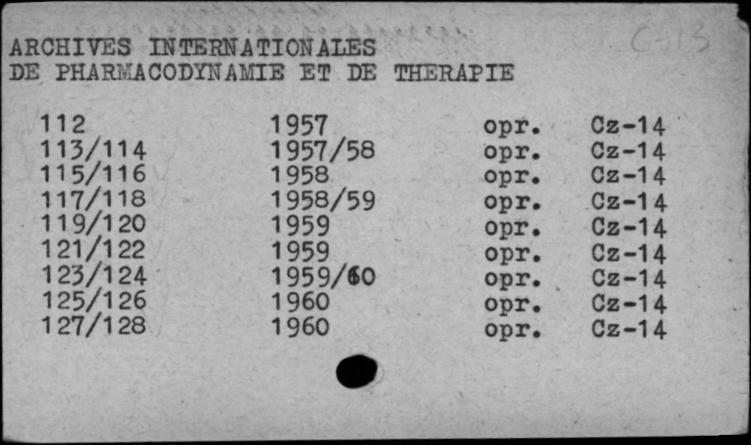 C-13
ARCHIVES INTERNATIONALES
DE PHARMACODYNAMIE ET DE THERAPIE
112 1957 opr. Cz-14
113/114 1957/58 opr. Cz-14
115/116 1958 opr. Cz-14
117/118 1958/59 opr. Cz-14
119/120 1959 opr. Cz-14
121/122 1959 opr. Cz-14
123/124 1959/60 opr. Cz-14
125/126 1960 opr. Cz-14
127/128 1960 opr. Cz-14